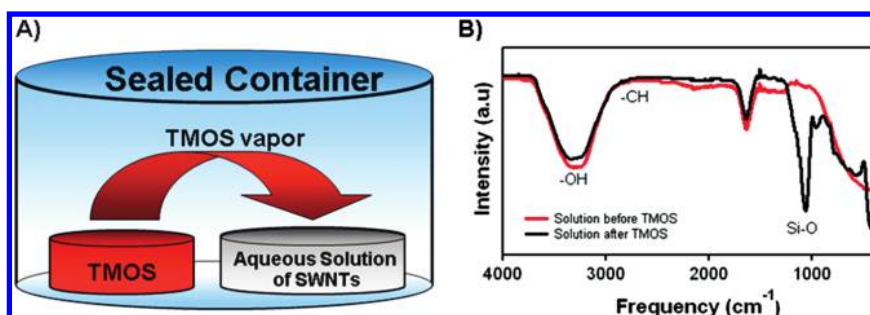 A)
Sealed Container
TMOS vapor
TMOS
Aqueous Solution
of SWNTs
B)
Intensity (a.u)
-CH
-OH
Solution before TMOS
Solution after TMOS
Si-O
4000 3000 2000 1000
Frequency (cm-1)